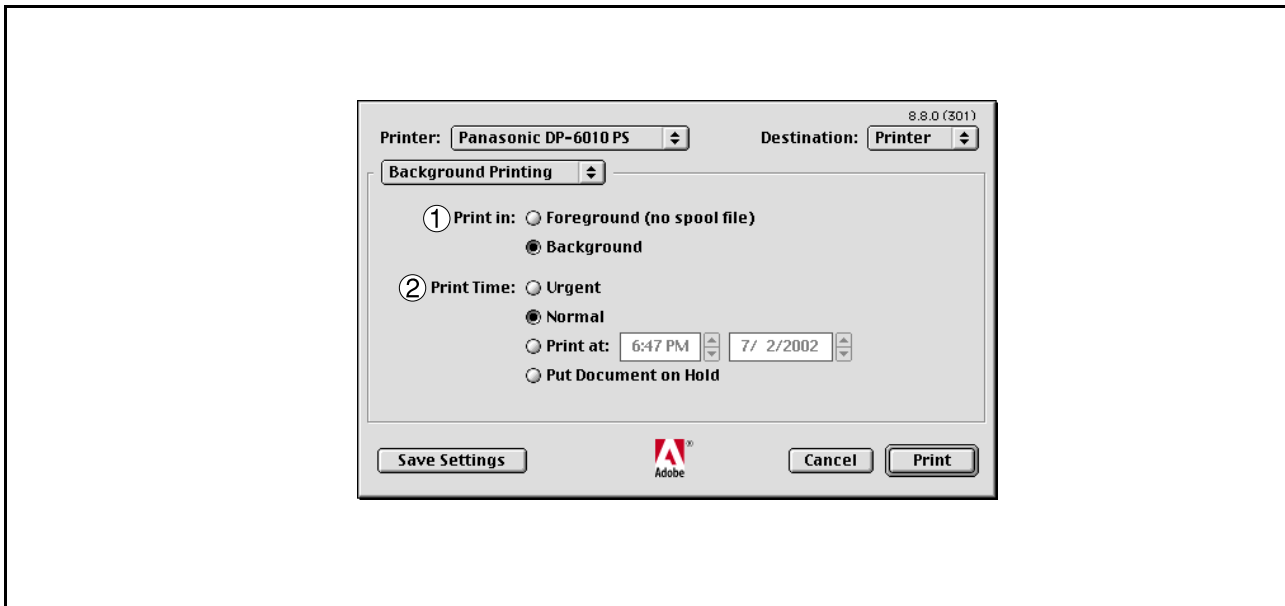 8.8.0 (301)
Printer: Panasonic DP-6010 PS Destination: Printer
Background Printing
① Print in: Foreground (no spool file)
Background
② Print Time: Urgent
Normal
Print at: 6:47 PM 7/ 2/2002
Put Document on Hold
Save Settings Adobe® Cancel Print